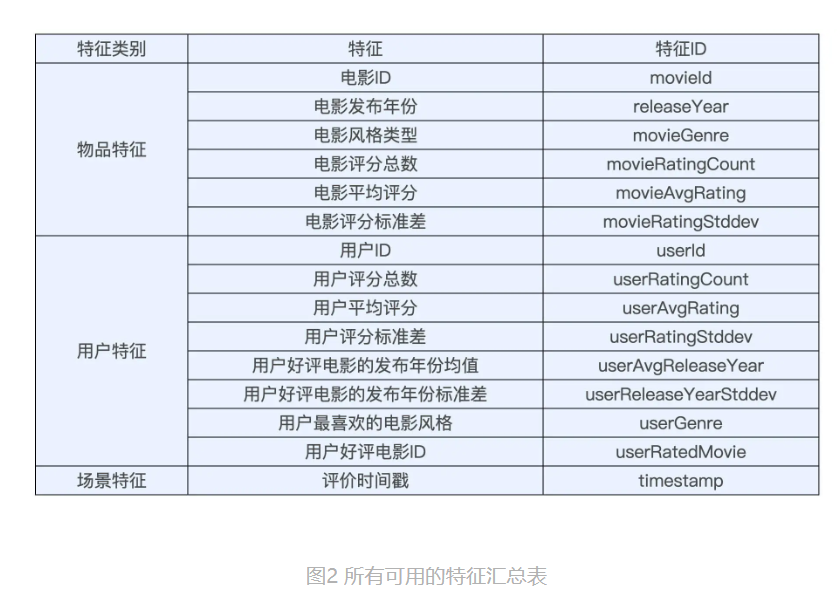 特征类别 特征 特征ID
物品特征
电影ID movieId
电影发布年份 releaseYear
电影风格类型 movieGenre
电影评分总数 movieRatingCount
电影平均评分 movieAvgRating
电影评分标准差 movieRatingStddev
用户特征
用户ID userId
用户评分总数 userRatingCount
用户平均评分 userAvgRating
用户评分标准差 userRatingStddev
用户好评电影的发布年份均值 userAvgReleaseYear
用户好评电影的发布年份标准差 userReleaseYearStddev
用户最喜欢的电影风格 userGenre
用户好评电影ID userRatedMovie
场景特征 评价时间戳 timestamp
图2 所有可用的特征汇总表